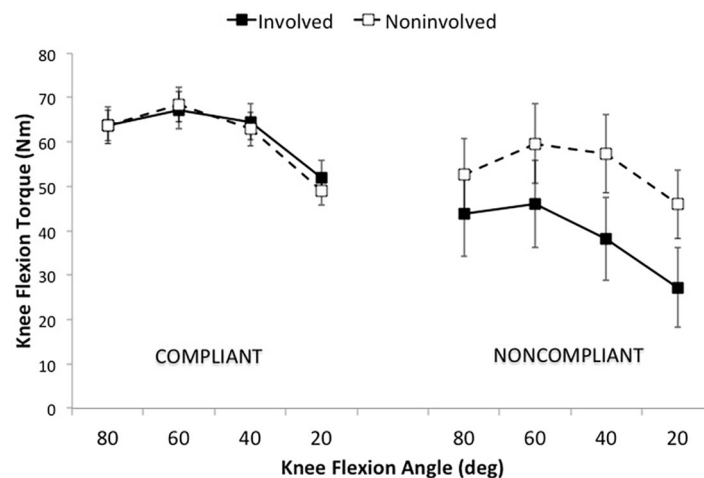 Involved Noninvolved
Knee Flexion Torque (Nm)
80
70
60
50
40
30
20
10
0
COMPLIANT NONCOMPLIANT
80 60 40 20 80 60 40 20
Knee Flexion Angle (deg)